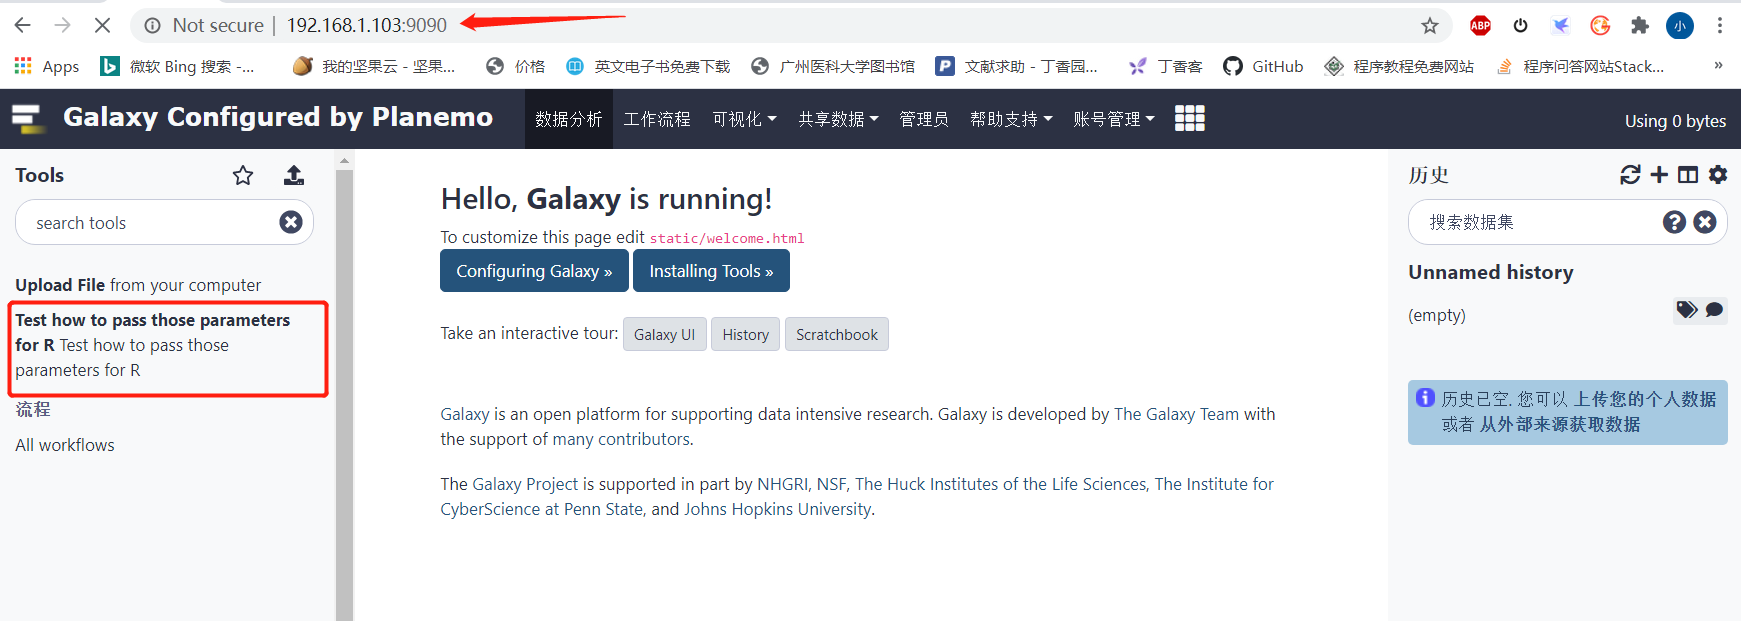 Not secure | 192.168.1.103:9090
ABP
小
Apps
微软 Bing 搜索 -...
我的坚果云 - 坚果...
价格
英文电子书免费下载
广州医科大学图书馆
文献求助 - 丁香园...
丁香客
GitHub
程序教程免费网站
程序问答网站Stack...
»
Galaxy Configured by Planemo
数据分析
工作流程
可视化
共享数据
管理员
帮助支持
账号管理
Using 0 bytes
Tools
search tools
Upload File from your computer
Test how to pass those parameters
for R Test how to pass those
parameters for R
流程
All workflows
Hello, Galaxy is running!
To customize this page edit static/welcome.html
Configuring Galaxy »
Installing Tools »
Take an interactive tour: Galaxy UI History Scratchbook
Galaxy is an open platform for supporting data intensive research. Galaxy is developed by The Galaxy Team with
the support of many contributors.
The Galaxy Project is supported in part by NHGRI, NSF, The Huck Institutes of the Life Sciences, The Institute for
CyberScience at Penn State, and Johns Hopkins University.
历史
搜索数据集
Unnamed history
(empty)
历史已空. 您可以 上传您的个人数据
或者 从外部来源获取数据